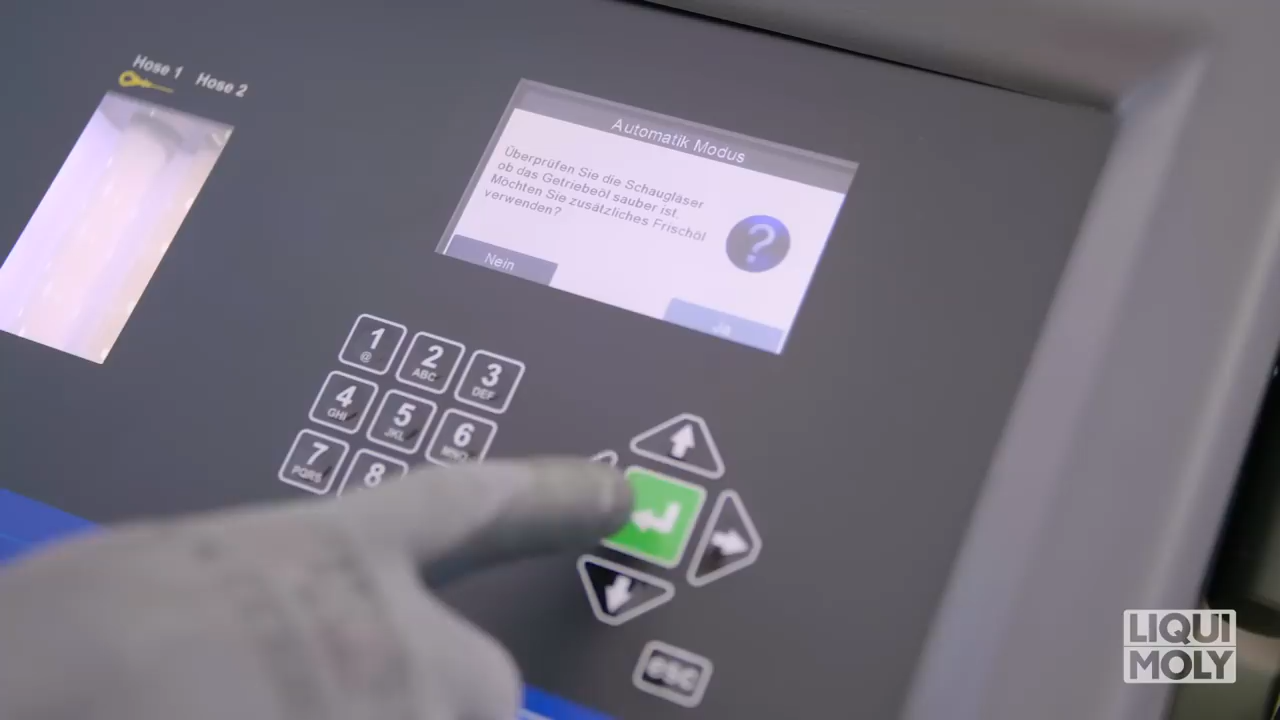 Hose 1 Hose 2
Automatik Modus
Überprüfen Sie die Schaugläser
ob das Getriebeöl sauber ist.
Möchten Sie zusätzliches Frischöl
verwenden?
Nein
Ja
1
@
2
ABC
3
DEF
4
GHI
5
JKL
6
MNO
7
PQRS
8
esc
LIQUI
MOLY